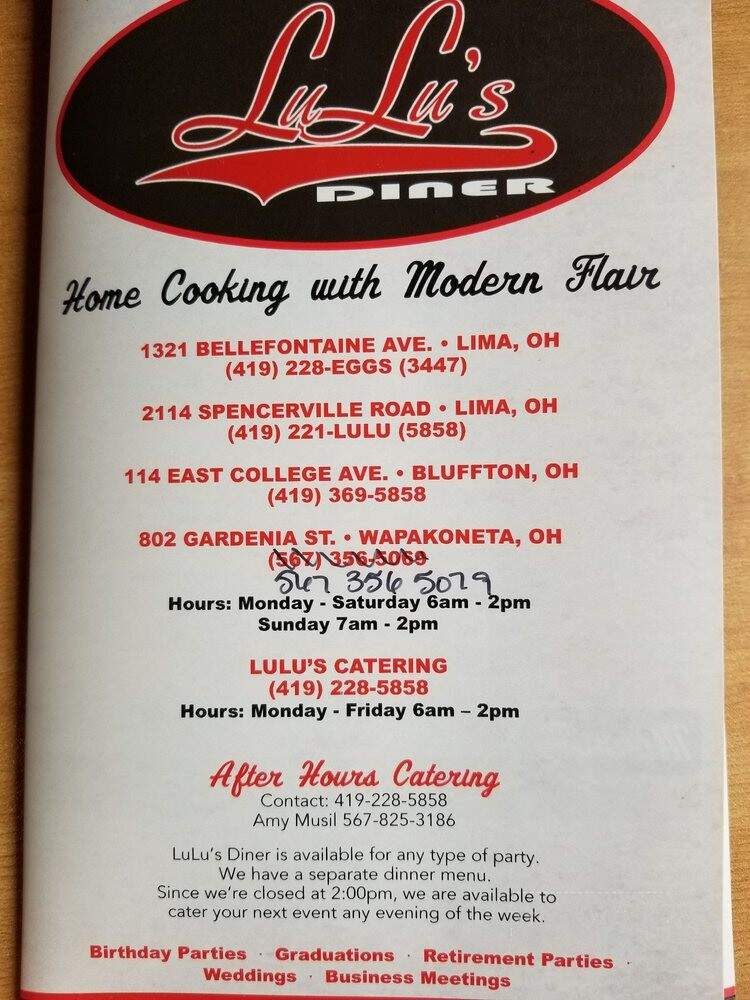 LuLu's
DINER
Home Cooking with Modern Flair
1321 BELLEFONTAINE AVE. • LIMA, OH
(419) 228-EGGS (3447)
2114 SPENCERVILLE ROAD • LIMA, OH
(419) 221-LULU (5858)
114 EAST COLLEGE AVE. • BLUFFTON, OH
(419) 369-5858
802 GARDENIA ST. • WAPAKONETA, OH
(567) 356-5069
567 356 5079
Hours: Monday - Saturday 6am - 2pm
Sunday 7am - 2pm
LULU'S CATERING
(419) 228-5858
Hours: Monday - Friday 6am – 2pm
After Hours Catering
Contact: 419-228-5858
Amy Musil 567-825-3186
LuLu's Diner is available for any type of party.
We have a separate dinner menu.
Since we're closed at 2:00pm, we are available to
cater your next event any evening of the week.
Birthday Parties · Graduations · Retirement Parties ·
Weddings · Business Meetings